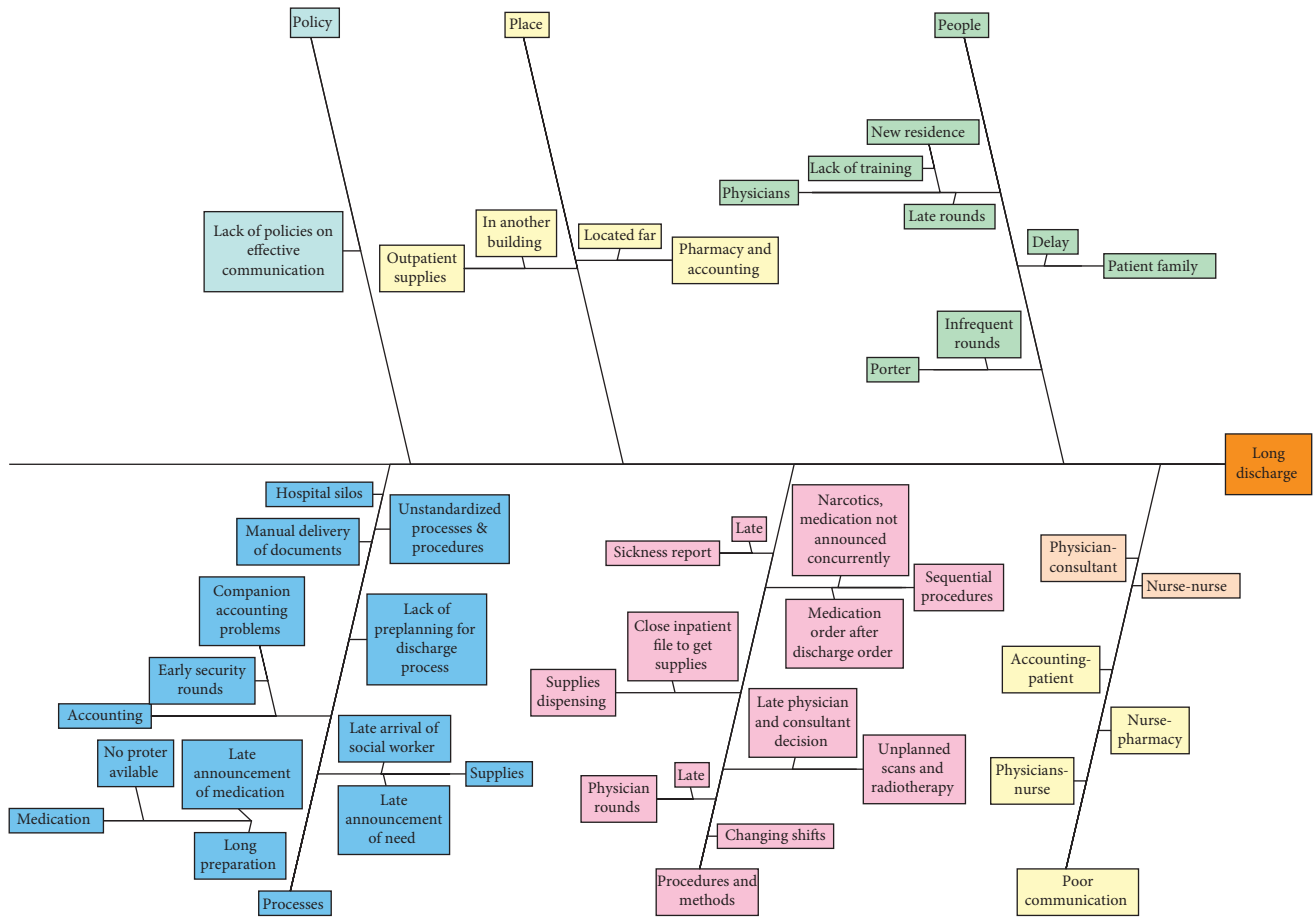 Policy
Place
People
New residence
Lack of training
Physicians
Late rounds
Lack of policies on
effective
communication
In another
building
Outpatient
supplies
Located far
Pharmacy and
accounting
Delay
Patient family
Infrequent
rounds
Porter
Long
discharge
Hospital silos
Unstandardized
processes &
procedures
Manual delivery
of documents
Companion
accounting
problems
Lack of
preplanning for
discharge
process
Early security
rounds
Accounting
Late arrival of
social worker
No proter
avilable
Late
announcement
of medication
Supplies
Medication
Late
announcement
of need
Long
preparation
Processes
Narcotics,
medication not
announced
concurrently
Late
Sickness report
Sequential
procedures
Medication
order after
discharge order
Close inpatient
file to get
supplies
Supplies
dispensing
Late physician
and consultant
decision
Unplanned
scans and
radiotherapy
Late
Physician
rounds
Changing shifts
Procedures and
methods
Physician-
consultant
Nurse-nurse
Accounting-
patient
Nurse-
pharmacy
Physicians-
nurse
Poor
communication